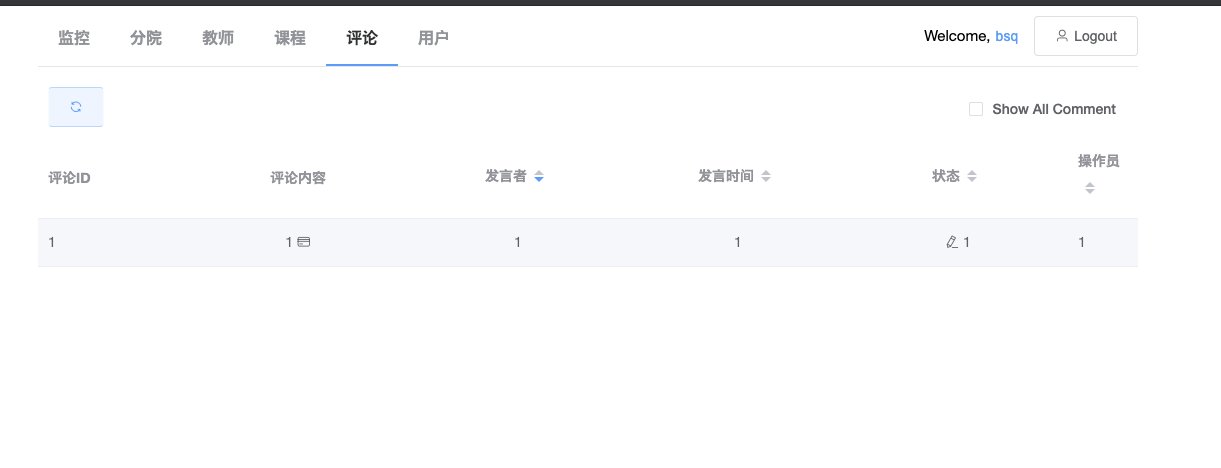 监控 分院 教师 课程 评论 用户 Welcome, bsq Logout
Show All Comment
评论ID 评论内容 发言者 发言时间 状态 操作员
1 1 1 1 1 1